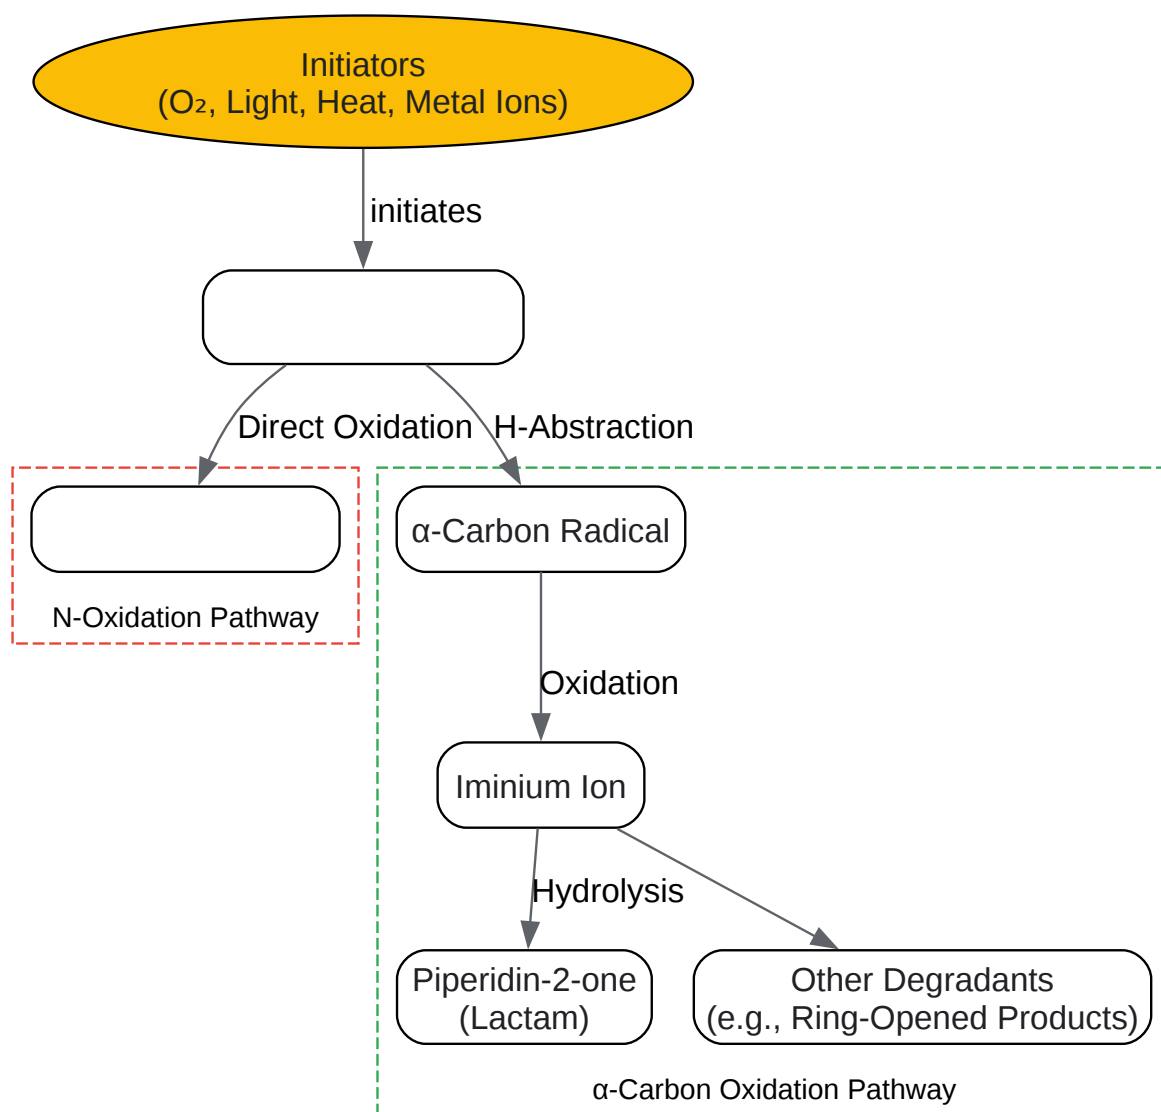 Initiators
(O₂, Light, Heat, Metal Ions)
initiates
Direct Oxidation
H-Abstraction
α-Carbon Radical
N-Oxidation Pathway
Oxidation
Iminium Ion
Hydrolysis
Piperidin-2-one
(Lactam)
Other Degradants
(e.g., Ring-Opened Products)
α-Carbon Oxidation Pathway